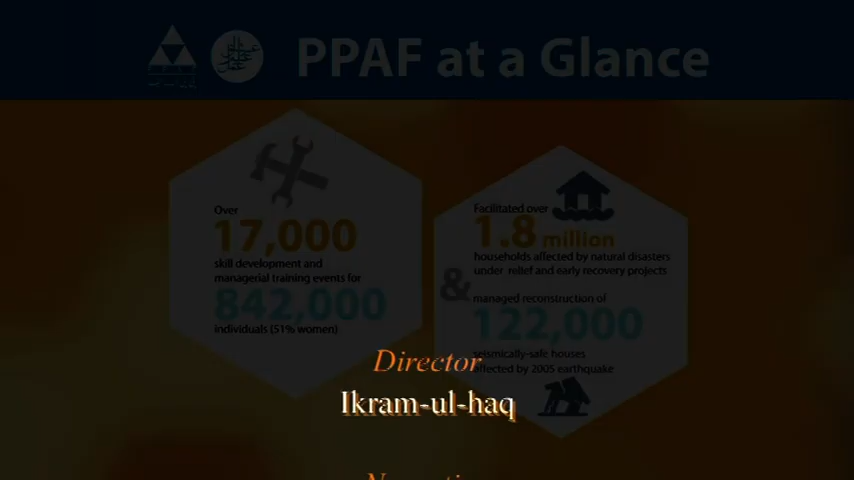 PPAF at a Glance
Over
17,000
skill development and
managerial training events for
842,000
individuals (51% women)
Facilitated over
1.8 million
households affected by natural disasters
under relief and early recovery projects
&
managed reconstruction of
122,000
seismically-safe houses
affected by 2005 earthquake
Director
Ikram-ul-haq